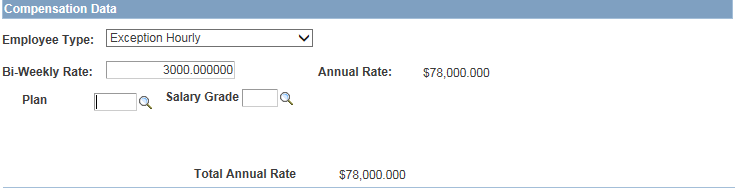 Compensation Data
Employee Type: Exception Hourly
Bi-Weekly Rate: 3000.000000 Annual Rate: $78,000.000
Plan Salary Grade
Total Annual Rate $78,000.000